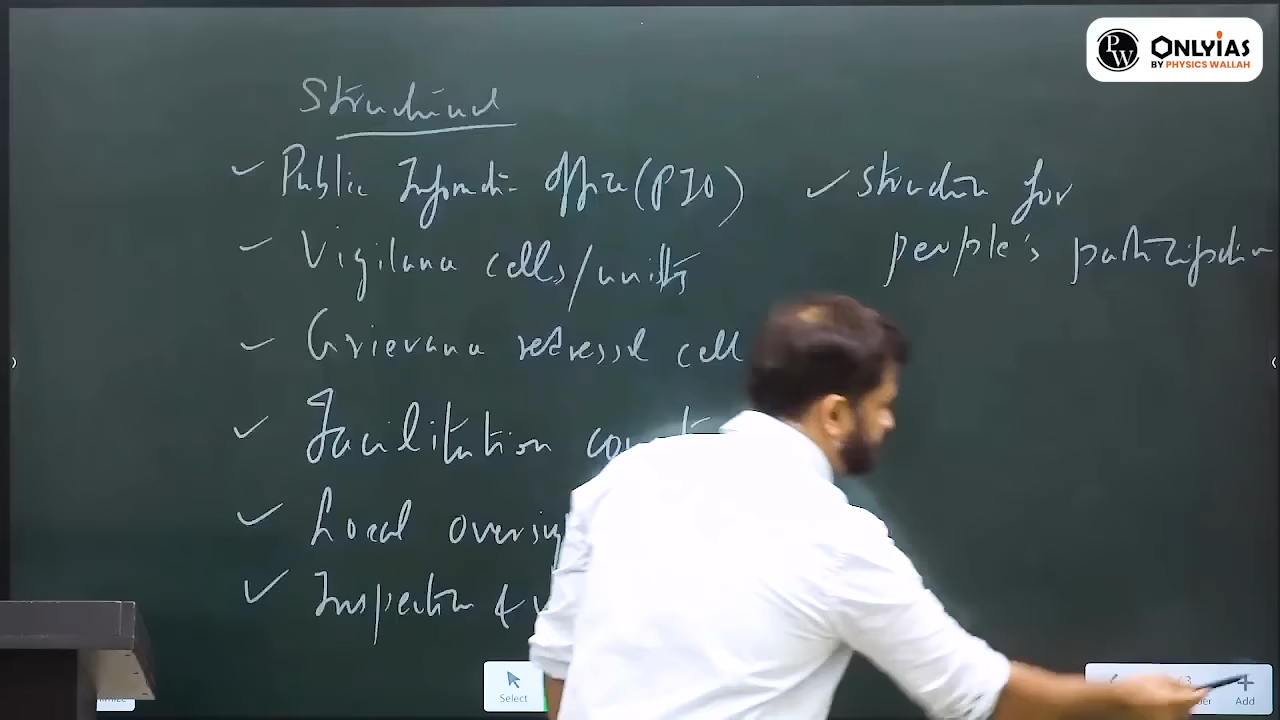 PW ONLYIAS
BY PHYSICS WALLAH
Structural
✓ Public Information Office (PIO)
✓ Vigilance cells/units
✓ Grievance redressal cell
✓ Facilitation
✓ Local
✓ Inspection &
✓ structure for
people's participation
Select
Add